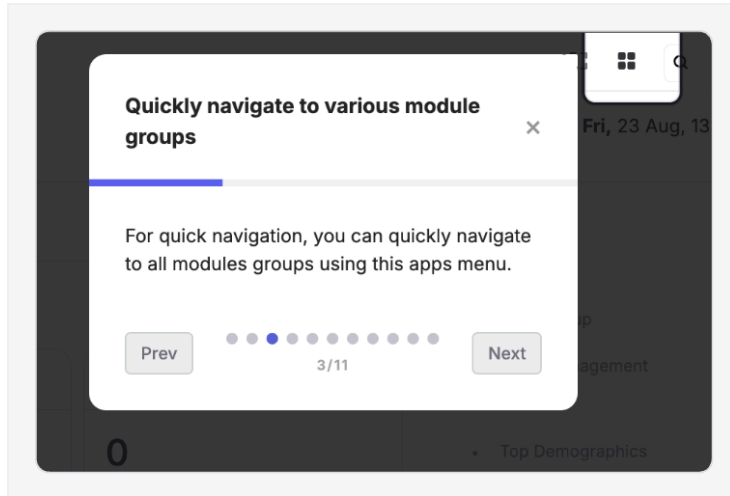 Quickly navigate to various module
groups
Fri, 23 Aug, 13
For quick navigation, you can quickly navigate
to all modules groups using this apps menu.
Prev
3/11
Next
agement
0
• Top Demographics